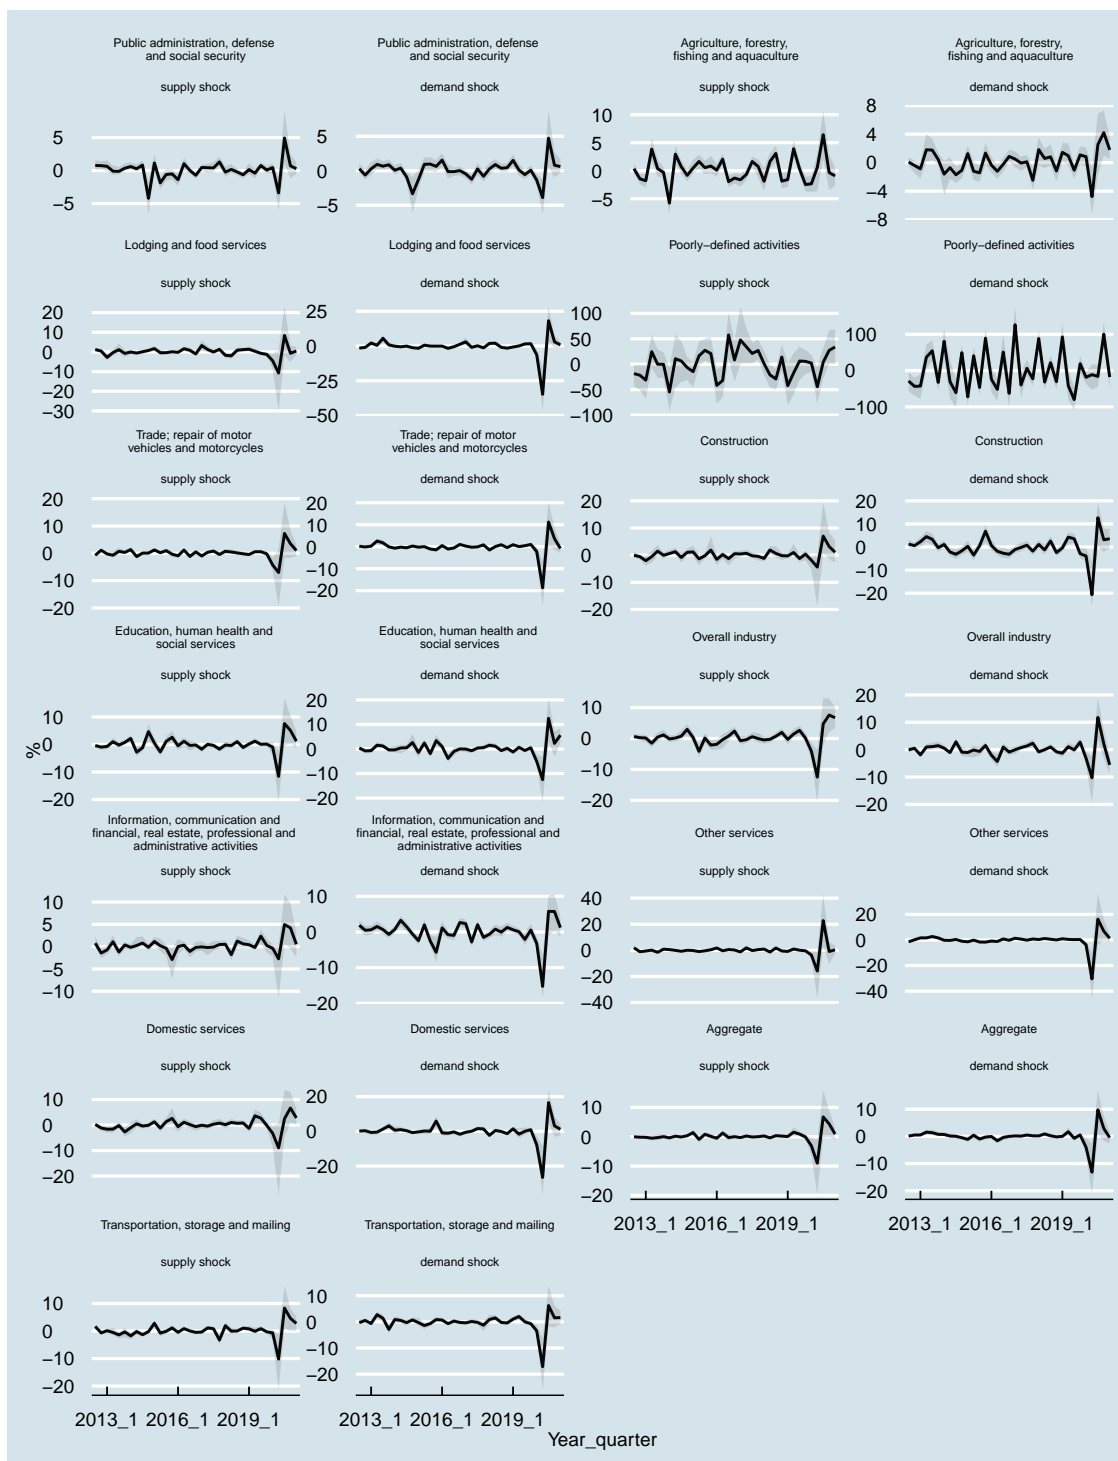 Public administration, defense
and social security
supply shock
5
0
−5
Public administration, defense
and social security
demand shock
5
0
−5
Agriculture, forestry,
fishing and aquaculture
supply shock
10
5
0
−5
Agriculture, forestry,
fishing and aquaculture
demand shock
8
4
0
−4
−8
Lodging and food services
supply shock
20
10
0
−10
−20
−30
Lodging and food services
demand shock
25
0
−25
−50
Poorly−defined activities
supply shock
100
50
0
−50
−100
Poorly−defined activities
demand shock
100
0
−100
Trade; repair of motor
vehicles and motorcycles
supply shock
20
10
0
−10
−20
Trade; repair of motor
vehicles and motorcycles
demand shock
20
10
0
−10
−20
Construction
supply shock
20
10
0
−10
−20
Construction
demand shock
20
10
0
−10
−20
Education, human health and
social services
supply shock
10
0
−10
−20
Education, human health and
social services
demand shock
20
10
0
−10
−20
Overall industry
supply shock
10
0
−10
−20
Overall industry
demand shock
20
10
0
−10
−20
%
Information, communication and
financial, real estate, professional and
administrative activities
supply shock
10
5
0
−5
−10
Information, communication and
financial, real estate, professional and
administrative activities
demand shock
10
0
−10
−20
Other services
supply shock
40
20
0
−20
−40
Other services
demand shock
20
0
−20
−40
Domestic services
supply shock
10
0
−10
−20
Domestic services
demand shock
20
0
−20
Aggregate
supply shock
10
0
−10
−20
2013_1 2016_1 2019_1
Aggregate
demand shock
10
0
−10
−20
2013_1 2016_1 2019_1
Transportation, storage and mailing
supply shock
10
0
−10
−20
2013_1 2016_1 2019_1
Transportation, storage and mailing
demand shock
10
0
−10
−20
2013_1 2016_1 2019_1
Year_quarter